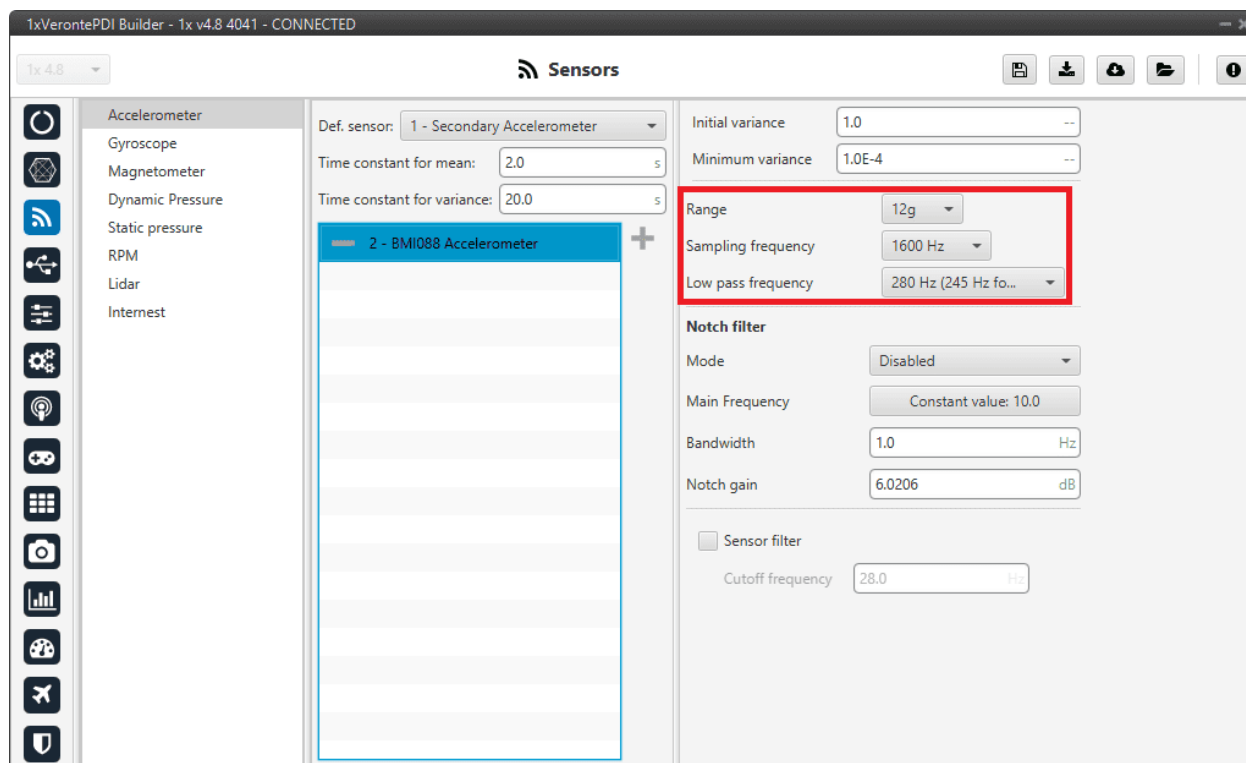 1xVerontePDI Builder - 1x v4.8 4041 - CONNECTED
1x 4.8
Sensors
Accelerometer
Gyroscope
Magnetometer
Dynamic Pressure
Static pressure
RPM
Lidar
Internest
Def. sensor: 1 - Secondary Accelerometer
Time constant for mean: 2.0 s
Time constant for variance: 20.0 s
2 - BMI088 Accelerometer
Initial variance 1.0 --
Minimum variance 1.0E-4 --
Range 12g
Sampling frequency 1600 Hz
Low pass frequency 280 Hz (245 Hz fo...
Notch filter
Mode Disabled
Main Frequency Constant value: 10.0
Bandwidth 1.0 Hz
Notch gain 6.0206 dB
Sensor filter
Cutoff frequency 28.0 Hz